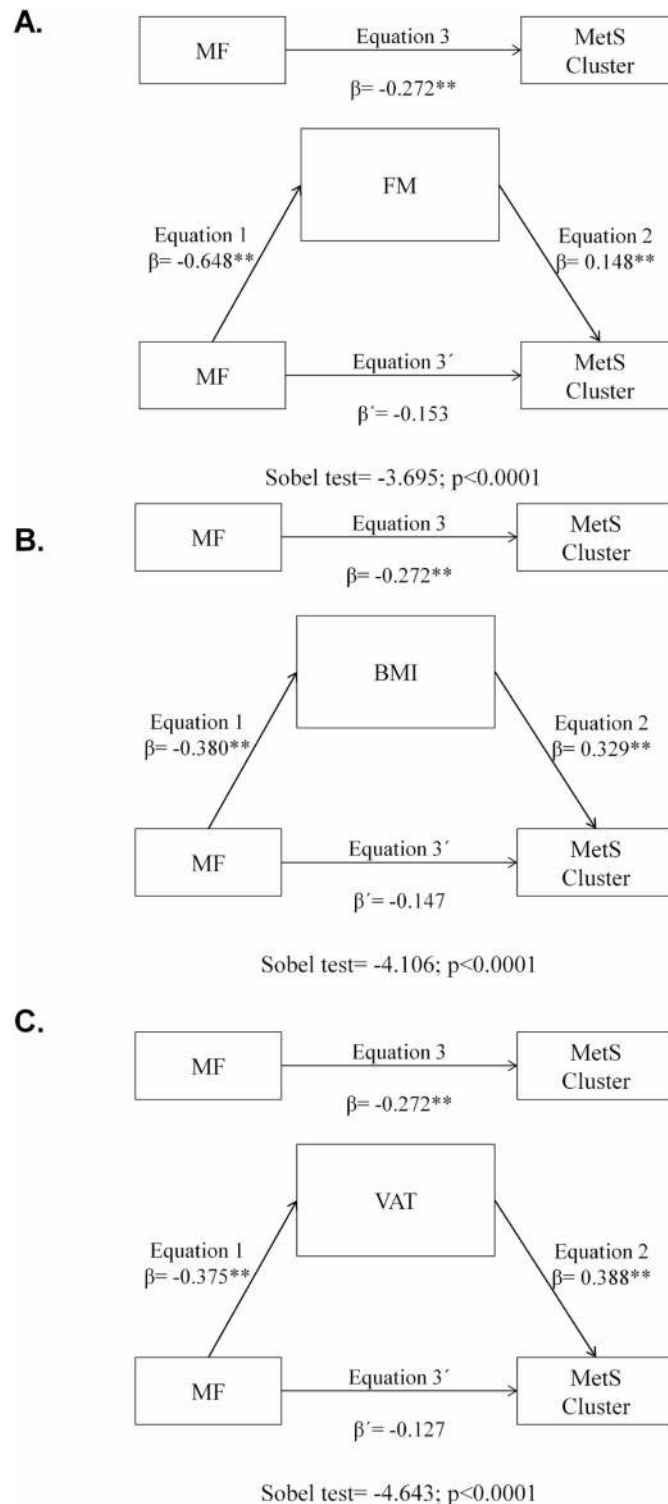 A.
MF
Equation 3
β= -0.272**
MetS
Cluster
FM
Equation 1
β= -0.648**
Equation 2
β= 0.148**
MF
Equation 3´
β´= -0.153
MetS
Cluster
Sobel test= -3.695; p<0.0001
B.
MF
Equation 3
β= -0.272**
MetS
Cluster
BMI
Equation 1
β= -0.380**
Equation 2
β= 0.329**
MF
Equation 3´
β´= -0.147
MetS
Cluster
Sobel test= -4.106; p<0.0001
C.
MF
Equation 3
β= -0.272**
MetS
Cluster
VAT
Equation 1
β= -0.375**
Equation 2
β= 0.388**
MF
Equation 3´
β´= -0.127
MetS
Cluster
Sobel test= -4.643; p<0.0001